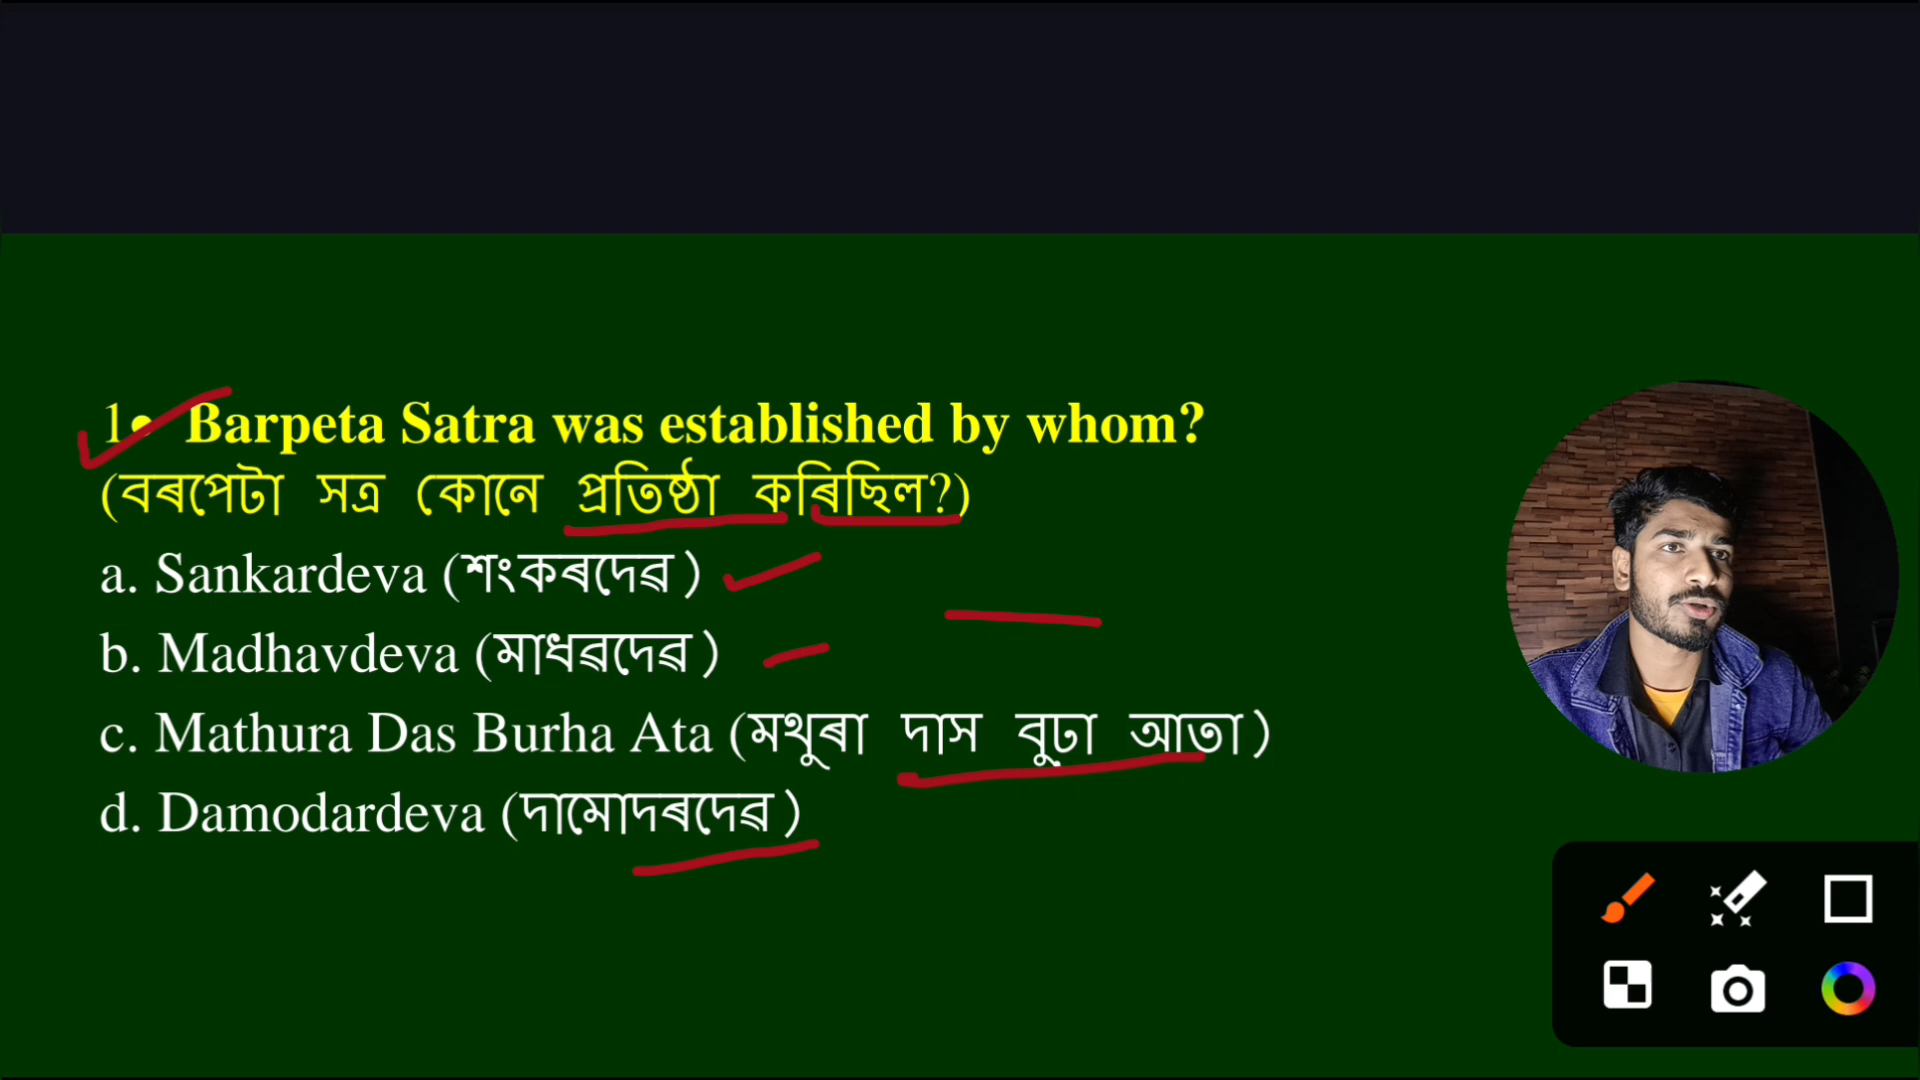 1• Barpeta Satra was established by whom?
(বৰপেটা সত্ৰ কোনে প্ৰতিষ্ঠা কৰিছিল?)
a. Sankardeva (শংকৰদেৱ)
b. Madhavdeva (মাধৱদেৱ)
c. Mathura Das Burha Ata (মথুৰা দাস বুঢা আতা)
d. Damodardeva (দামোদৰদেৱ)